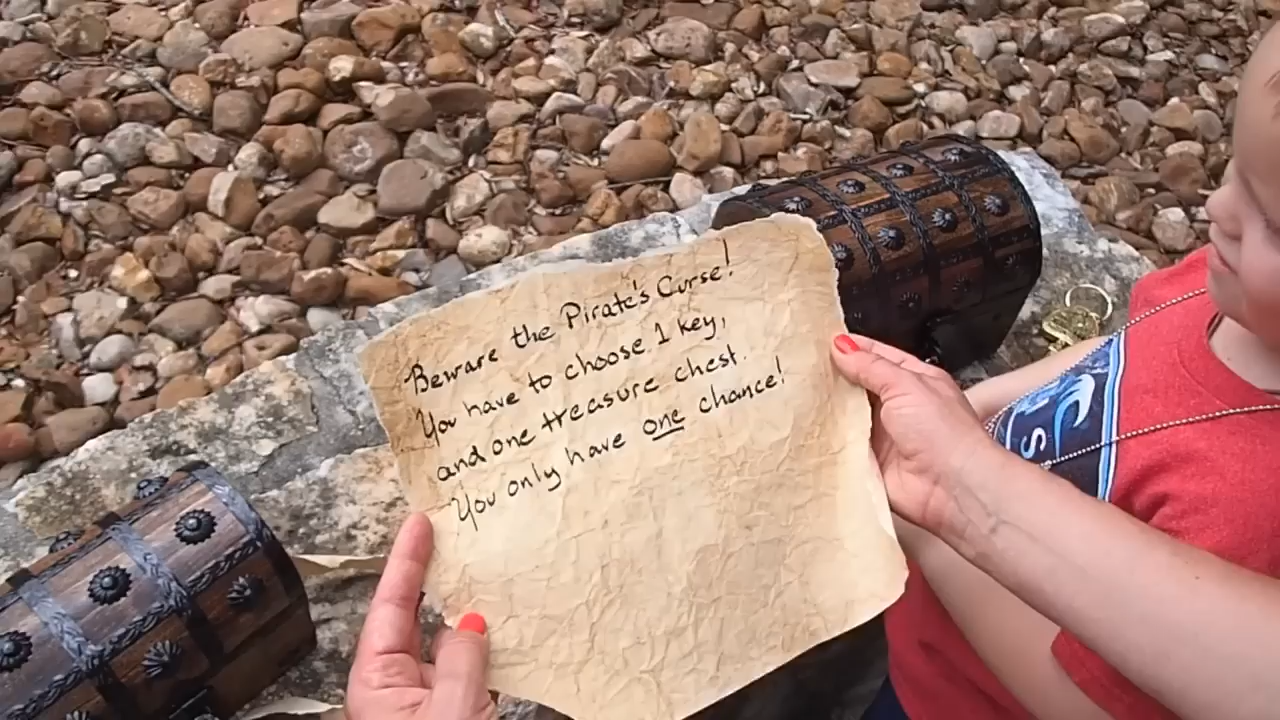 Beware the Pirate's Curse!
You have to choose 1 key,
and one treasure chest.
You only have one chance!